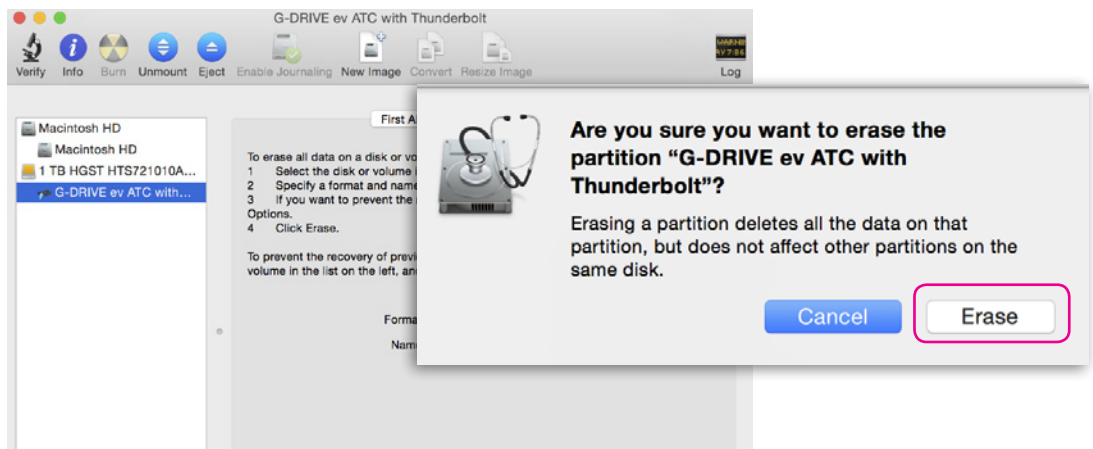 G-DRIVE ev ATC with Thunderbolt
Verify Info Burn Unmount Eject Enable Journaling New Image Convert Resize Image Log
Macintosh HD
Macintosh HD
1 TB HGST HTS721010A...
G-DRIVE ev ATC with...
First A
To erase all data on a disk or vo
1 Select the disk or volume
2 Specify a format and name
3 If you want to prevent the
Options.
4 Click Erase.
To prevent the recovery of previ
volume in the list on the left, an
Forma
Nam
Are you sure you want to erase the
partition “G-DRIVE ev ATC with
Thunderbolt”?
Erasing a partition deletes all the data on that
partition, but does not affect other partitions on the
same disk.
Cancel Erase